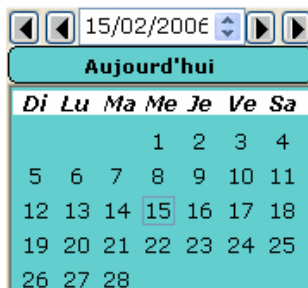 15/02/2006
Aujourd'hui
Di Lu Ma Me Je Ve Sa
1 2 3 4
5 6 7 8 9 10 11
12 13 14 15 16 17 18
19 20 21 22 23 24 25
26 27 28